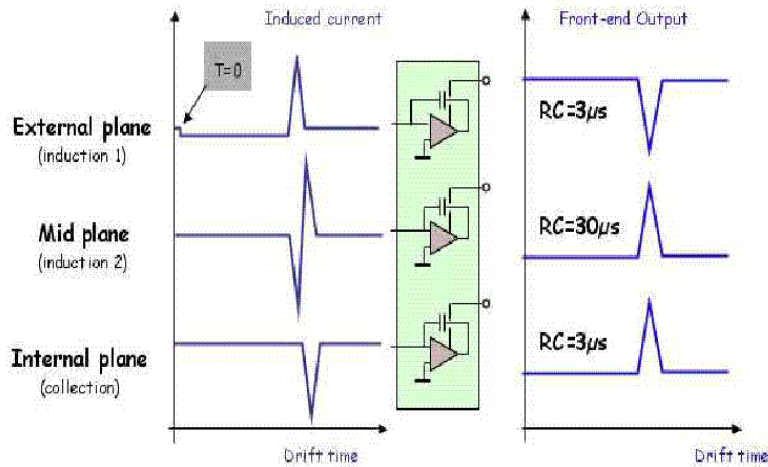 Induced current
Front-end Output
T=0
External plane
(induction 1)
RC=3µs
Mid plane
(induction 2)
RC=30µs
Internal plane
(collection)
RC=3µs
Drift time
Drift time